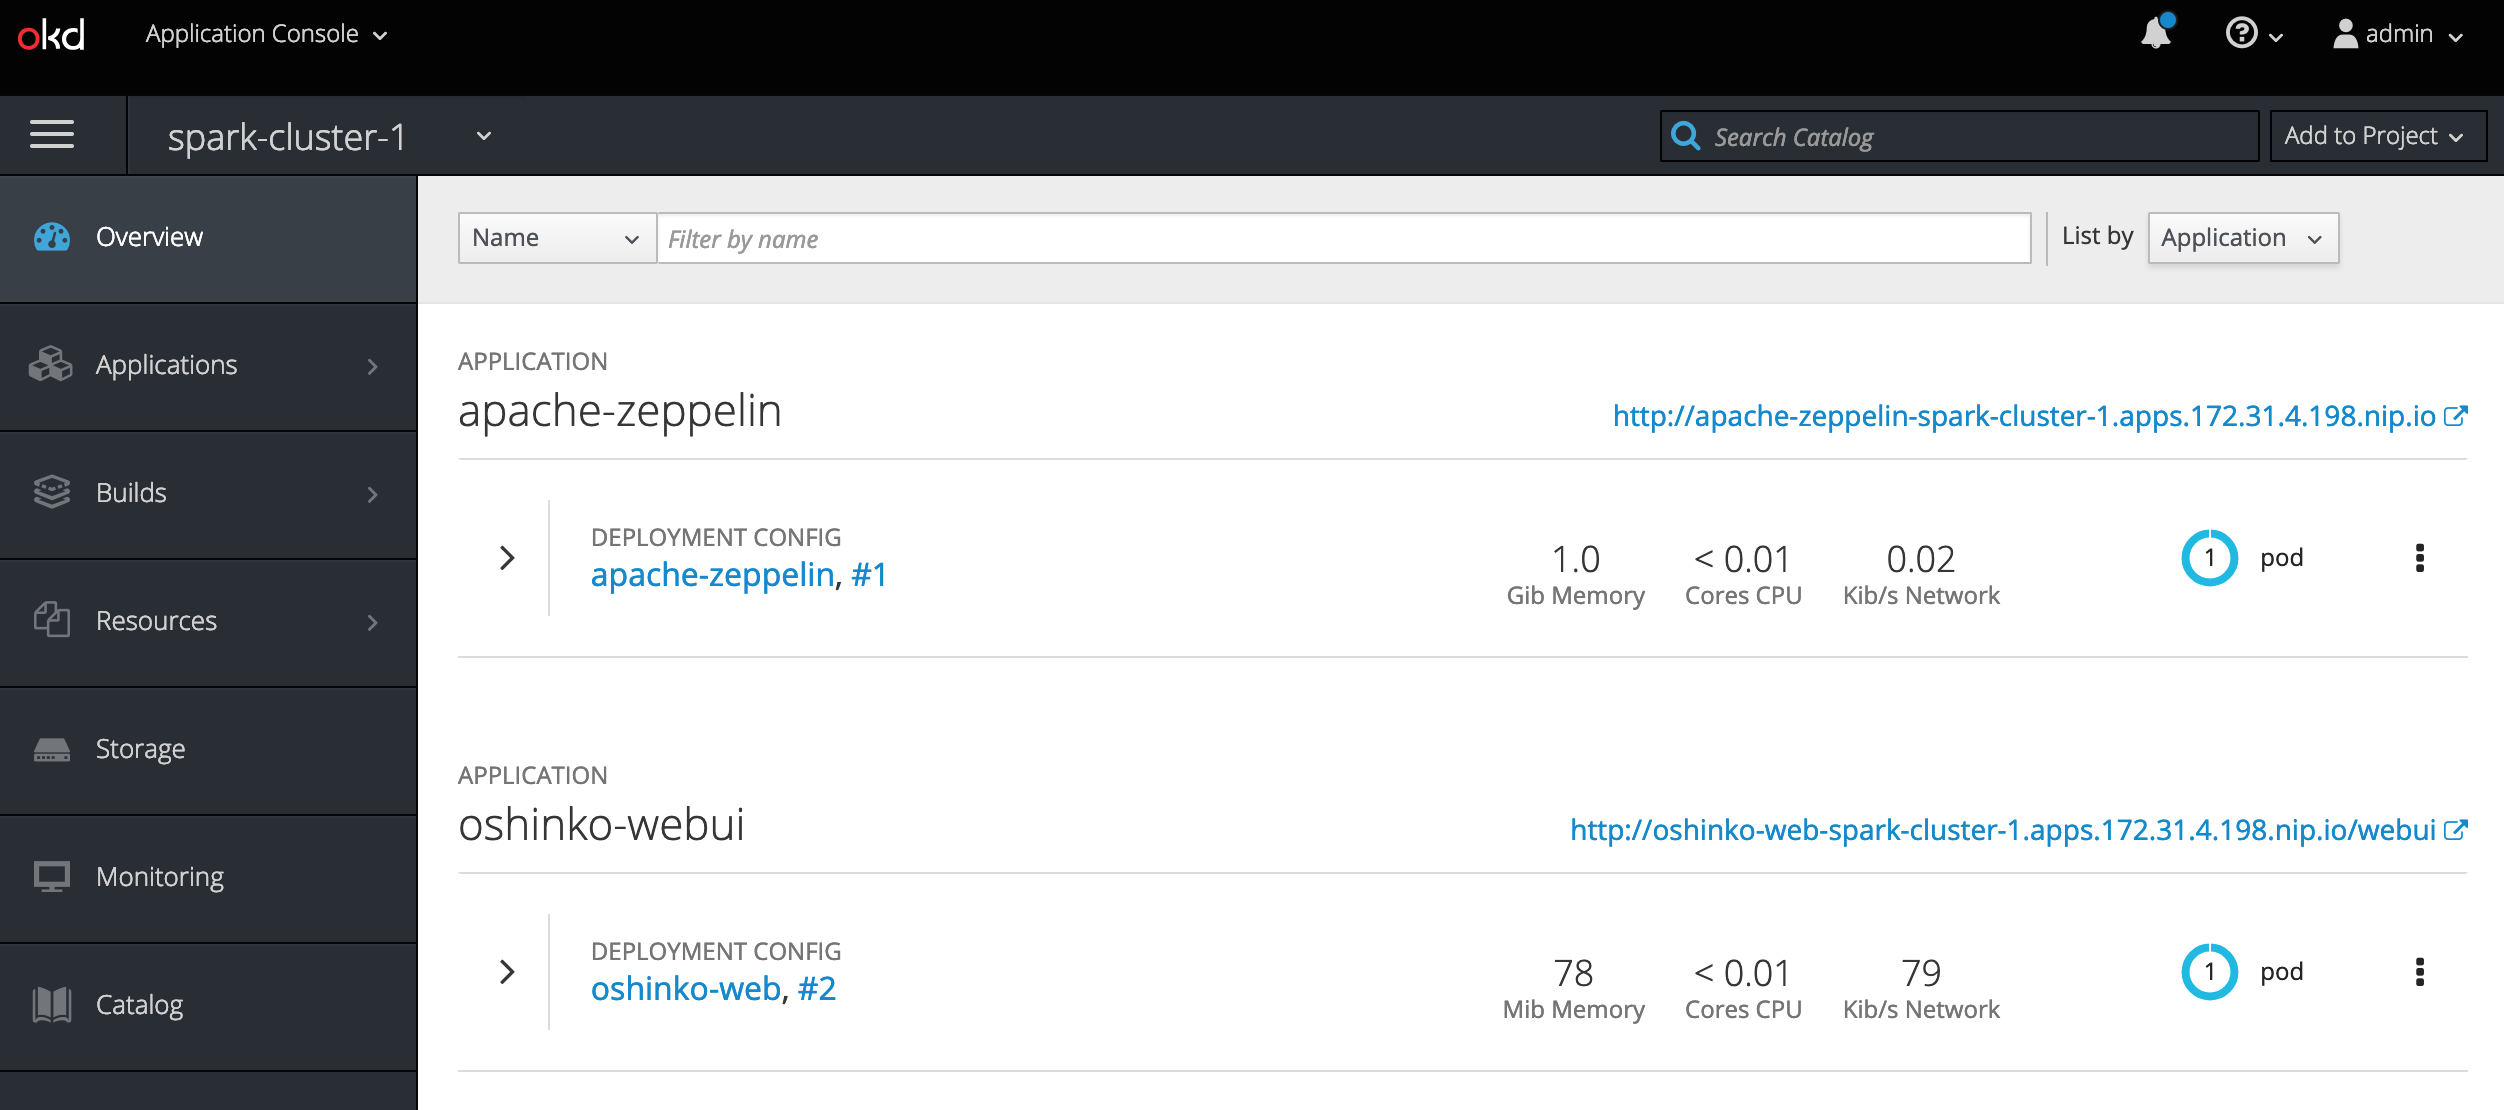 okd Application Console admin
spark-cluster-1 Search Catalog Add to Project
Overview
Applications
Builds
Resources
Storage
Monitoring
Catalog
Name Filter by name List by Application
APPLICATION
apache-zeppelin http://apache-zeppelin-spark-cluster-1.apps.172.31.4.198.nip.io
DEPLOYMENT CONFIG
apache-zeppelin, #1
1.0 < 0.01 0.02 1 pod
Gib Memory Cores CPU Kib/s Network
APPLICATION
oshinko-webui http://oshinko-web-spark-cluster-1.apps.172.31.4.198.nip.io/webui
DEPLOYMENT CONFIG
oshinko-web, #2
78 < 0.01 79 1 pod
Mib Memory Cores CPU Kib/s Network